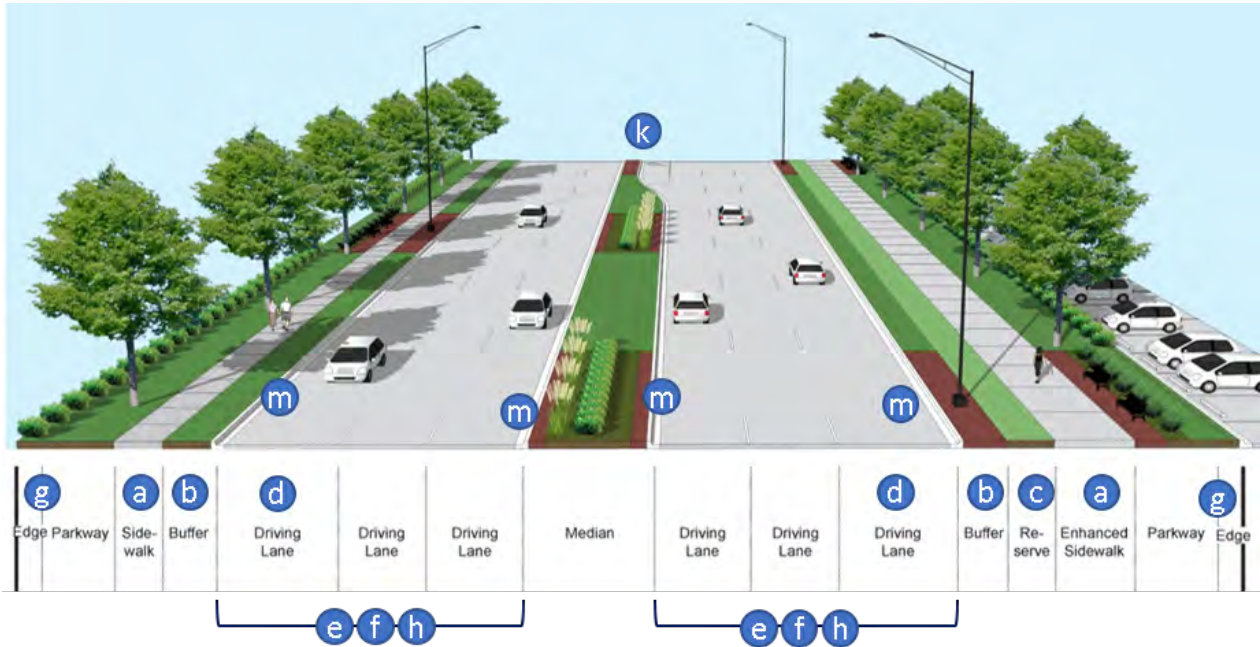 k
m
m
m
m
g
a
b
d
d
b
c
a
g
Edge
Parkway
Side-
walk
Buffer
Driving
Lane
Driving
Lane
Driving
Lane
Median
Driving
Lane
Driving
Lane
Driving
Lane
Buffer
Re-
serve
Enhanced
Sidewalk
Parkway
Edge
e f h
e f h